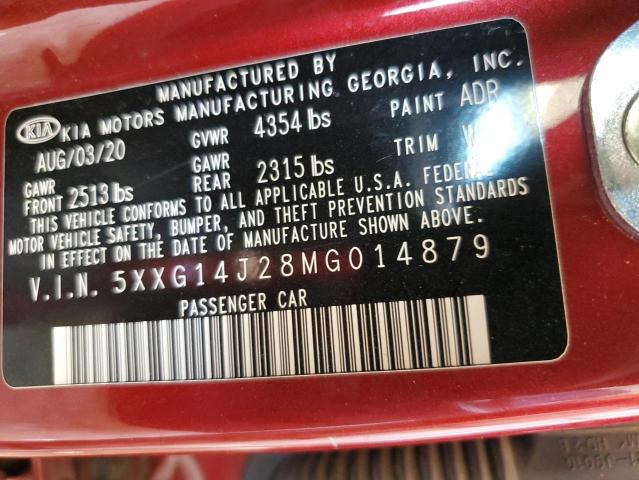 MANUFACTURED BY
KIA KIA MOTORS MANUFACTURING GEORGIA, INC.
AUG/03/20 GVWR 4354 lbs PAINT ADR
GAWR FRONT 2513 lbs GAWR REAR 2315 lbs TRIM
THIS VEHICLE CONFORMS TO ALL APPLICABLE U.S.A.
MOTOR VEHICLE SAFETY, BUMPER, AND THEFT PREVENTION STANDARDS
IN EFFECT ON THE DATE OF MANUFACTURE SHOWN ABOVE.
V.I.N. 5XXG14J28MG014879
PASSENGER CAR